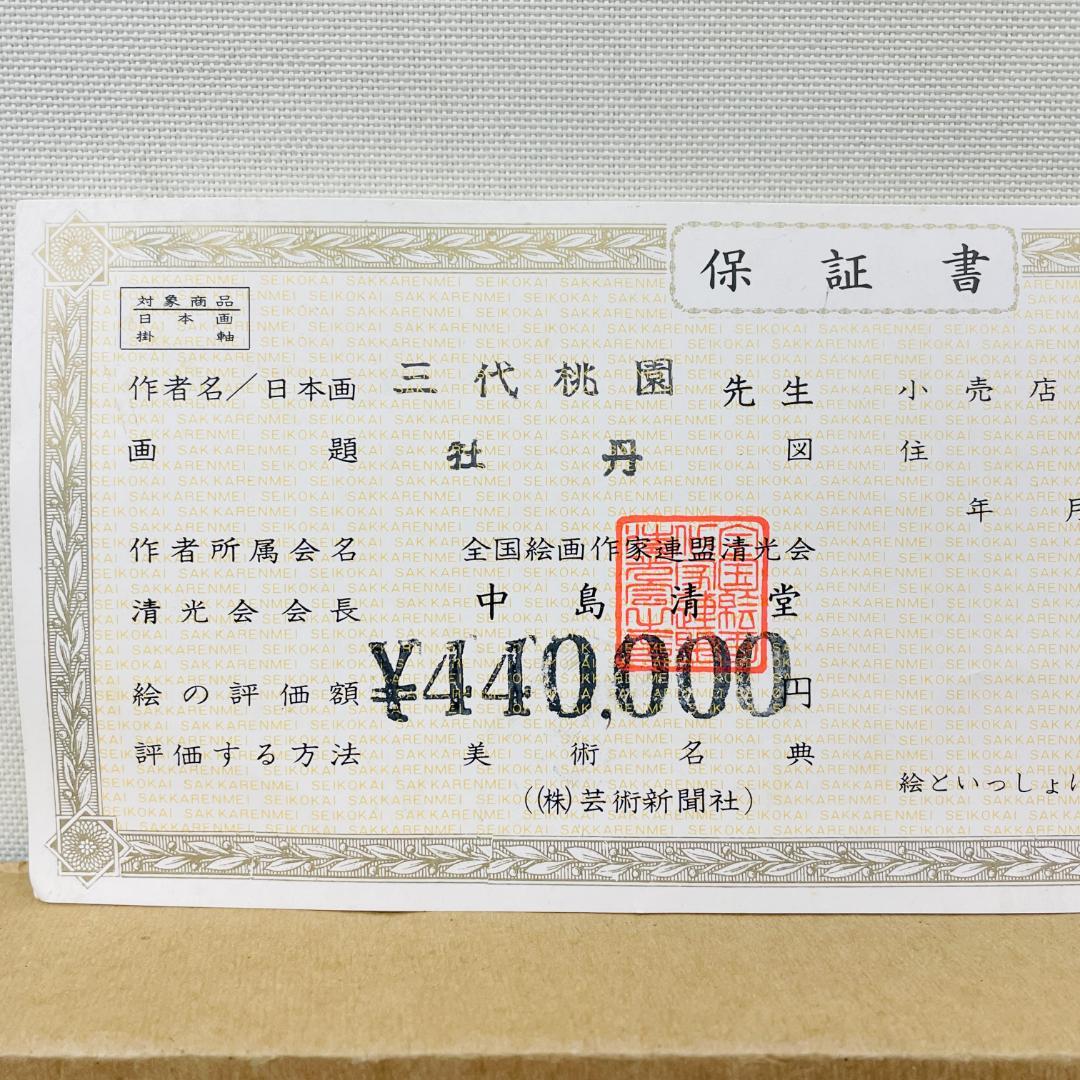 保証書
対象商品
日本画
掛軸
作者名／日本画 三代桃園 先生
画題 牡丹 図
作者所属会名 全国絵画作家連盟清光会
清光会会長 中島清堂
絵の評価額 ¥440,000円
評価する方法 美術名典
(㈱芸術新聞社)
小売店
住
年 月
絵といっしょに